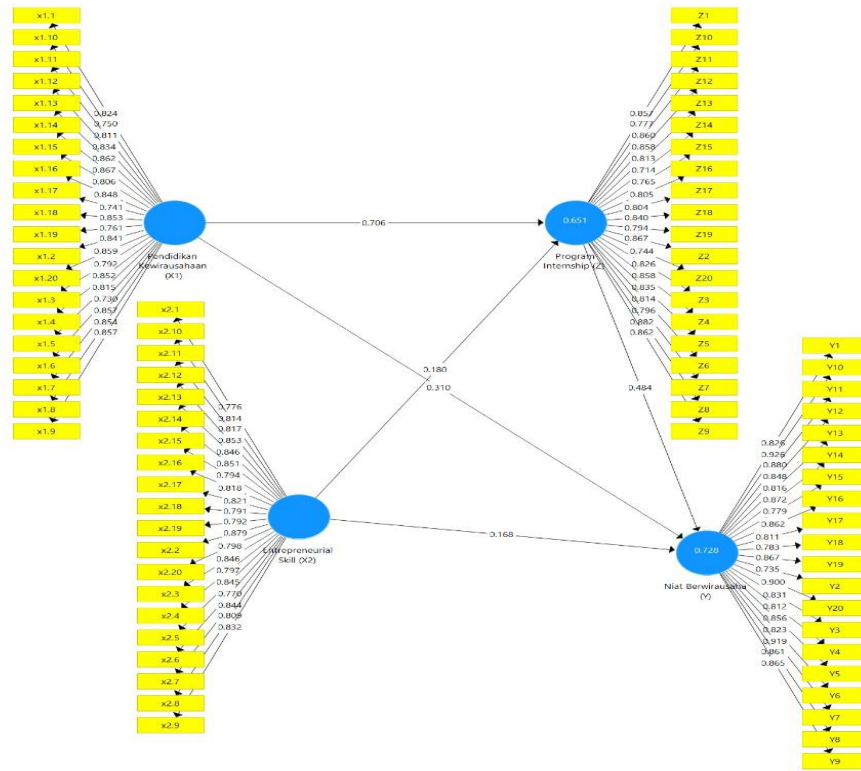 x1.1
x1.10
x1.11
x1.12
x1.13
x1.14
x1.15
x1.16
x1.17
x1.18
x1.19
x1.2
x1.20
x1.3
x1.4
x1.5
x1.6
x1.7
x1.8
x1.9
0.824
0.750
0.811
0.834
0.862
0.867
0.806
0.848
0.741
0.853
0.761
0.841
0.859
0.792
0.852
0.815
0.730
0.857
0.854
0.857
Pendidikan
Kewirausahaan
(X1)
0.706
0.651
Program
Internship (Z)
Z1
Z10
Z11
Z12
Z13
Z14
Z15
Z16
Z17
Z18
Z19
Z2
Z20
Z3
Z4
Z5
Z6
Z7
Z8
Z9
0.857
0.777
0.860
0.858
0.813
0.714
0.765
0.805
0.804
0.840
0.794
0.867
0.744
0.826
0.858
0.835
0.814
0.796
0.882
0.862
0.180
0.310
0.484
x2.1
x2.10
x2.11
x2.12
x2.13
x2.14
x2.15
x2.16
x2.17
x2.18
x2.19
x2.2
x2.20
x2.3
x2.4
x2.5
x2.6
x2.7
x2.8
x2.9
0.776
0.814
0.817
0.853
0.846
0.851
0.794
0.818
0.821
0.791
0.792
0.879
0.798
0.846
0.797
0.845
0.770
0.844
0.809
0.832
Entrepreneurial
Skill (X2)
0.168
0.728
Niat Berwirausaha
(Y)
Y1
Y10
Y11
Y12
Y13
Y14
Y15
Y16
Y17
Y18
Y19
Y2
Y20
Y3
Y4
Y5
Y6
Y7
Y8
Y9
0.826
0.926
0.880
0.848
0.816
0.872
0.779
0.862
0.811
0.783
0.867
0.735
0.900
0.831
0.812
0.856
0.823
0.919
0.861
0.865